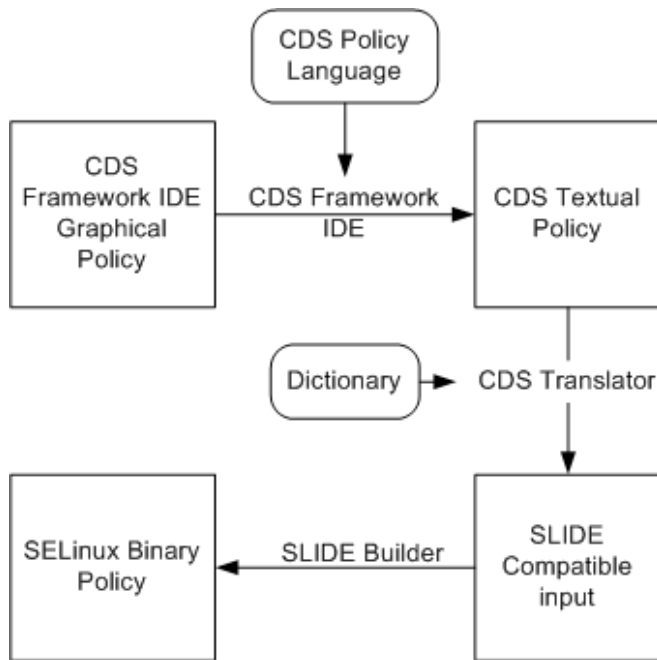 CDS Policy
Language
CDS
Framework IDE
Graphical
Policy
CDS Framework
IDE
CDS Textual
Policy
Dictionary
CDS Translator
SELinux Binary
Policy
SLIDE Builder
SLIDE
Compatible
input